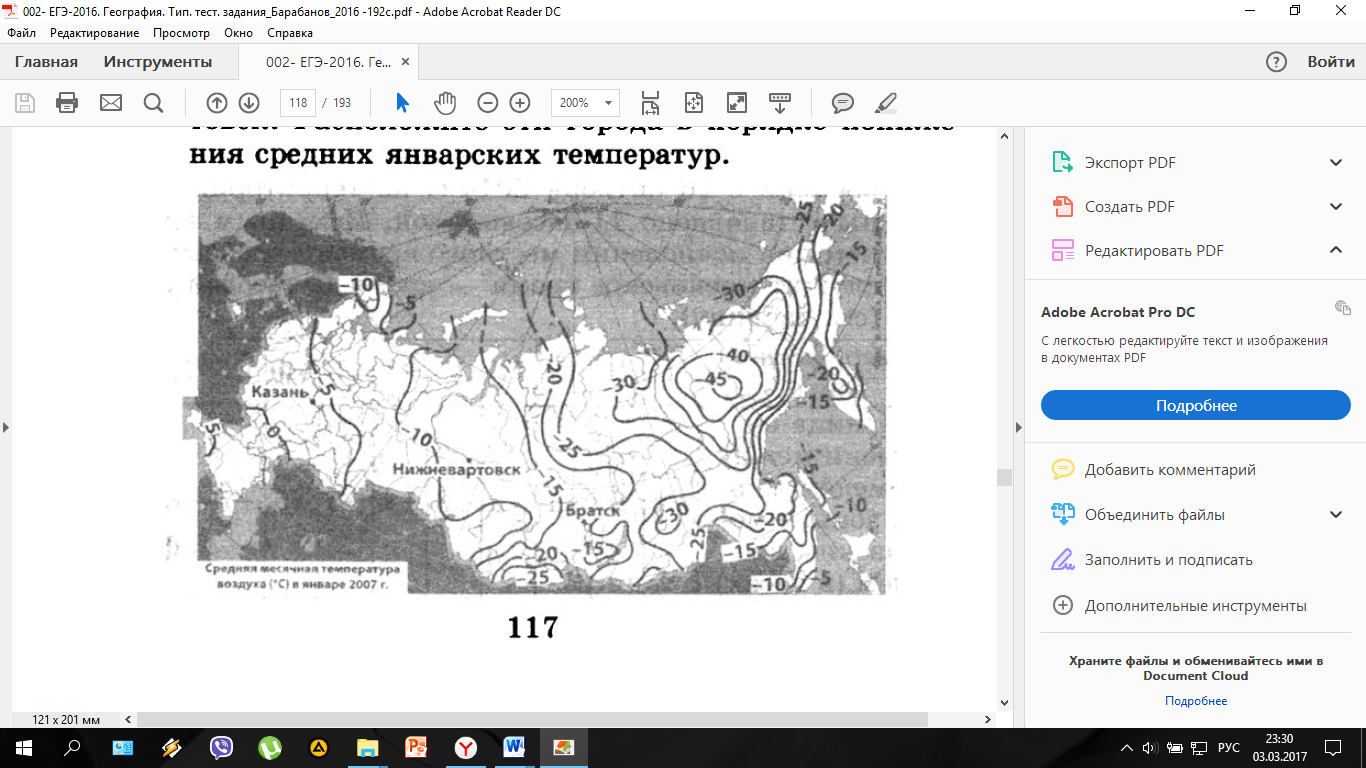 002- ЕГЭ-2016. География. Тип. тест. задания_Барабанов_2016 -192с.pdf - Adobe Acrobat Reader DC
Файл Редактирование Просмотр Окно Справка
Главная Инструменты 002- ЕГЭ-2016. Ге... × Войти
118 / 193 200%
ния средних январских температур.
-10
-5
-5
Казань
0
5
-10
Нижневартовск
-15
-20
-25
-30
-40
-45
-30
25
20
-15
-20
-15
-15
-10
Братск
-30
-20
-15
-25
-20
-15
-25
-10
-5
Средняя месячная температура
воздуха (°C) в январе 2007 г.
117
121 x 201 мм
Экспорт PDF
Создать PDF
Редактировать PDF
Adobe Acrobat Pro DC
С легкостью редактируйте текст и изображения
в документах PDF
Подробнее
Добавить комментарий
Объединить файлы
Заполнить и подписать
Дополнительные инструменты
Храните файлы и обменивайтесь ими в
Document Cloud
Подробнее
РУС
23:30
03.03.2017